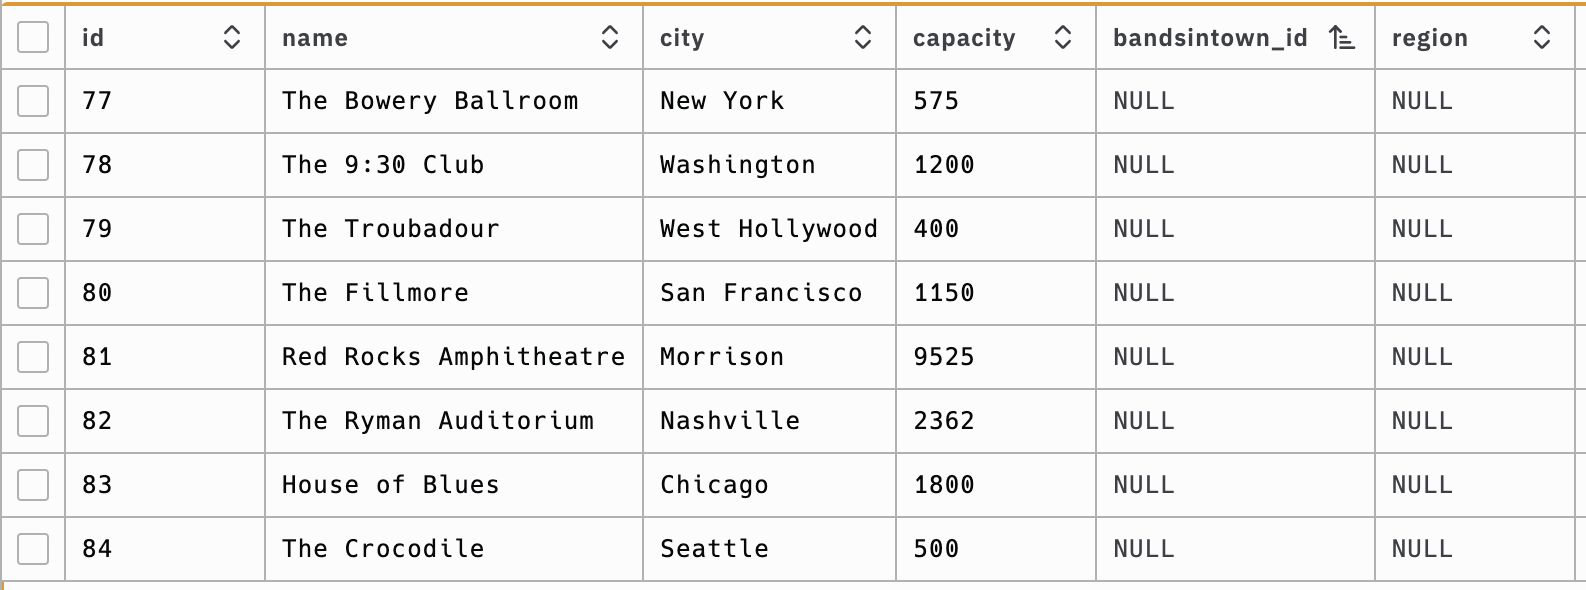 id name city capacity bandsintown_id region
77 The Bowery Ballroom New York 575 NULL NULL
78 The 9:30 Club Washington 1200 NULL NULL
79 The Troubadour West Hollywood 400 NULL NULL
80 The Fillmore San Francisco 1150 NULL NULL
81 Red Rocks Amphitheatre Morrison 9525 NULL NULL
82 The Ryman Auditorium Nashville 2362 NULL NULL
83 House of Blues Chicago 1800 NULL NULL
84 The Crocodile Seattle 500 NULL NULL